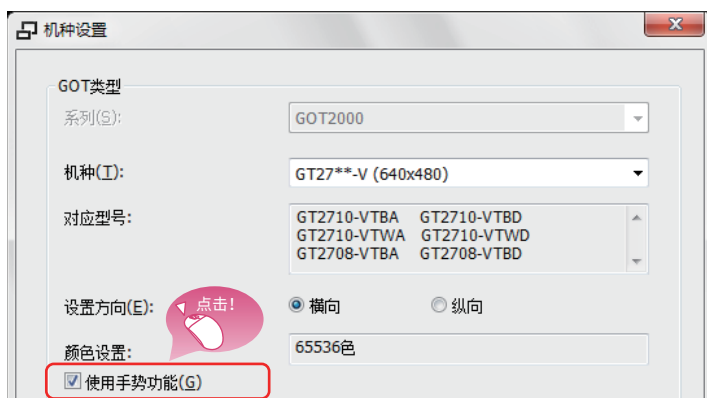 机种设置
GOT类型
系列(S): GOT2000
机种(T): GT27**-V (640x480)
对应型号: GT2710-VTBA GT2710-VTBD
GT2710-VTWA GT2710-VTWD
GT2708-VTBA GT2708-VTBD
设置方向(E): 点击! 横向 纵向
颜色设置: 65536色
使用手势功能(G)